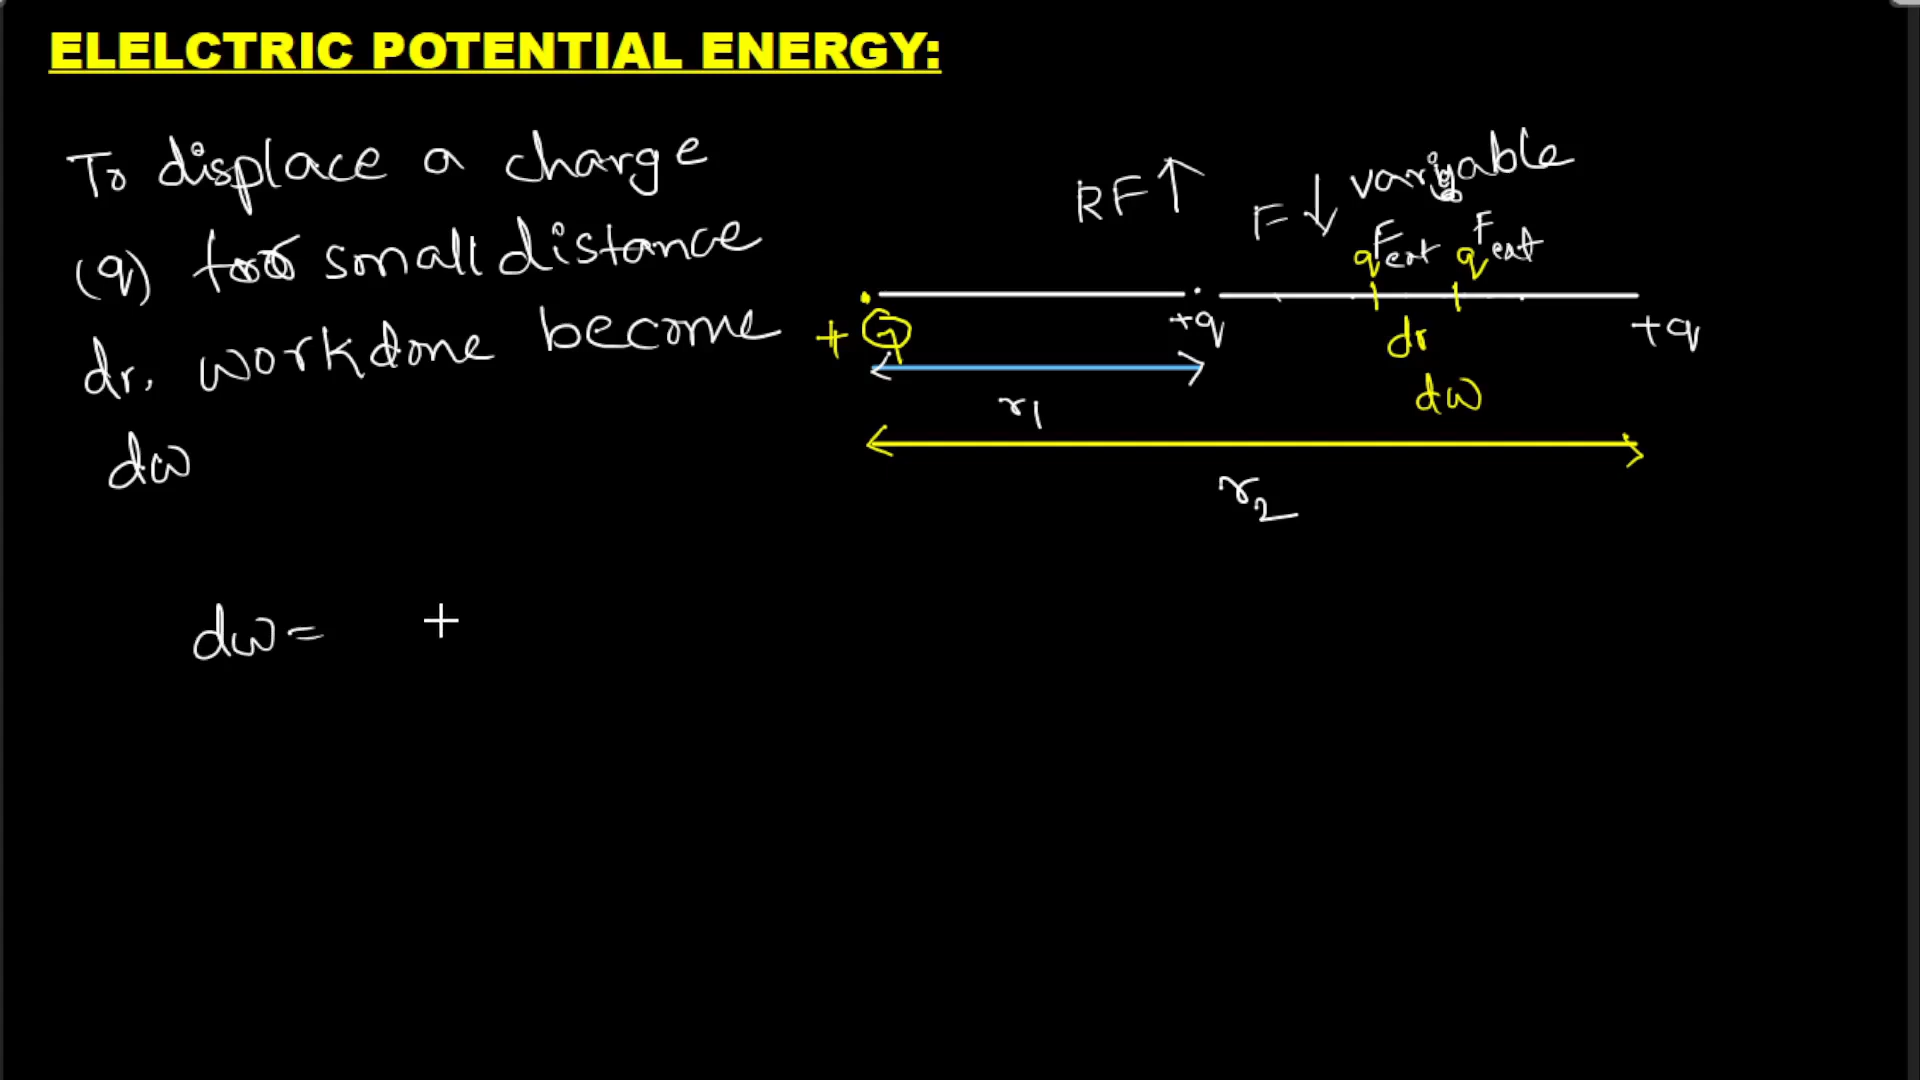 ELELCTRIC POTENTIAL ENERGY:
To displace a charge
(q) for small distance
dr, workdone become
dw
dw=
RF↑
F↓ variable
qFext qFext
+Q
+q
dr
+q
dw
r1
r2